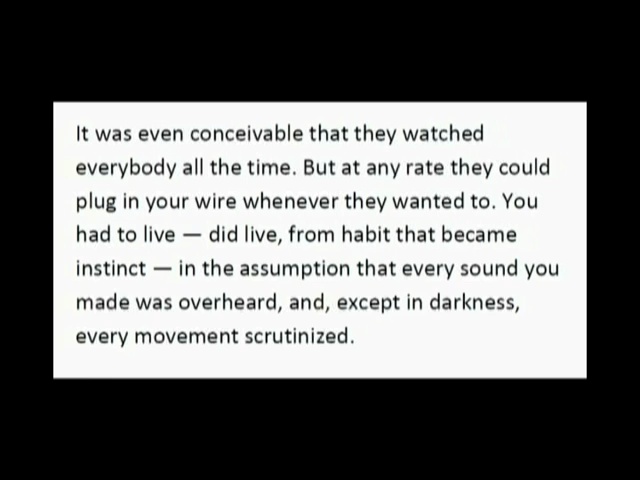 It was even conceivable that they watched
everybody all the time. But at any rate they could
plug in your wire whenever they wanted to. You
had to live — did live, from habit that became
instinct — in the assumption that every sound you
made was overheard, and, except in darkness,
every movement scrutinized.